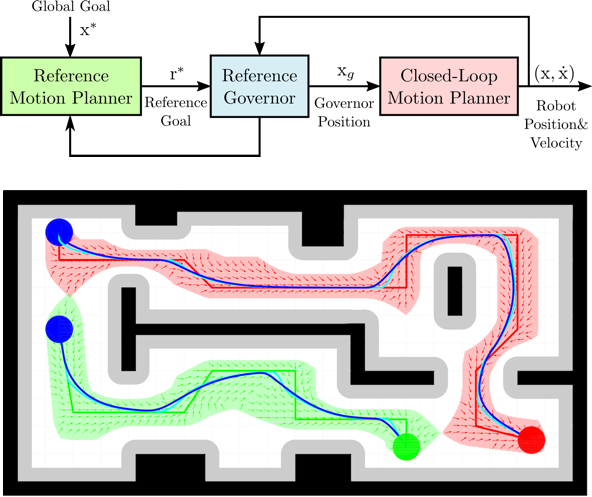 Global Goal
x*
Reference
Motion Planner
r*
Reference
Goal
Reference
Governor
x_g
Governor
Position
Closed-Loop
Motion Planner
(x, ẋ)
Robot
Position&
Velocity